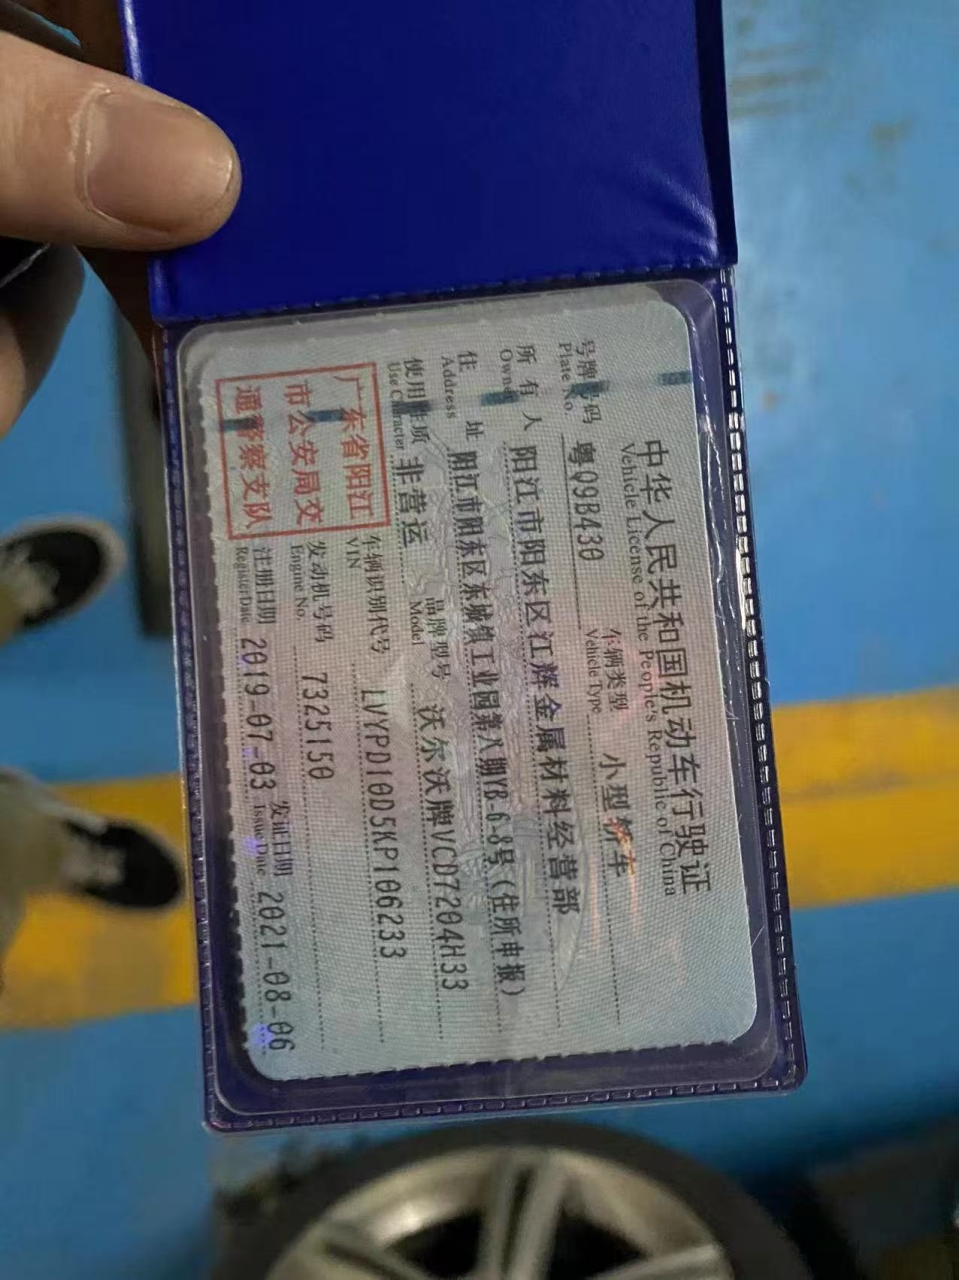 中华人民共和国机动车行驶证
Vehicle License of the People's Republic of China
号牌号码 粤Q9B430 车辆类型 小型轿车
Plate No. Vehicle Type
所有人 阳江市阳东区江辉金属材料经营部
Owner
住址 阳江市阳东区东城镇工业园第八期YB-6-8号(住所申报)
Address
使用性质 非营运 品牌型号 沃尔沃牌VCD7204H33
Use Character Model
广东省阳江
市公安局交
通警察支队
车辆识别代号 LVYPD10D5KP106233
VIN
发动机号码 7325150
Engine No.
注册日期 2019-07-03 发证日期 2021-08-06
Register Date Issue Date